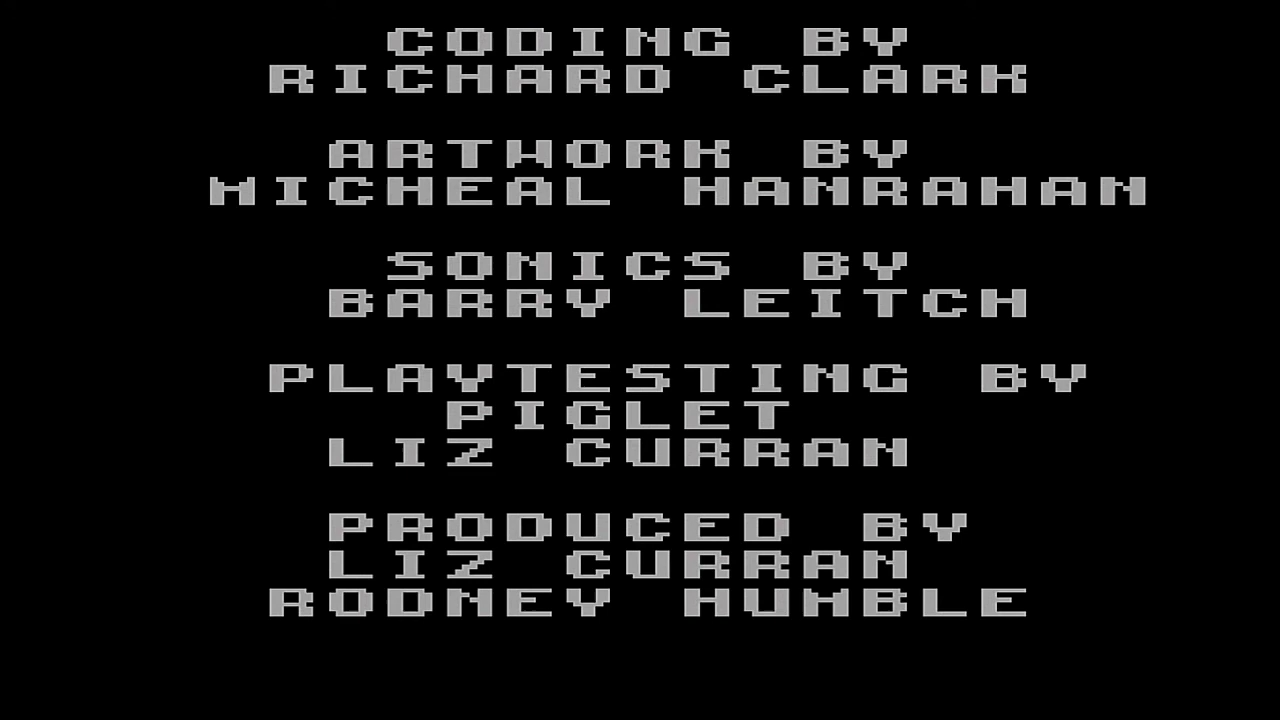 CODING BY
RICHARD CLARK
ARTWORK BY
MICHEAL HANRAHAN
SONICS BY
BARRY LEITCH
PLAYTESTING BY
PIGLET
LIZ CURRAN
PRODUCED BY
LIZ CURRAN
RODNEY HUMBLE